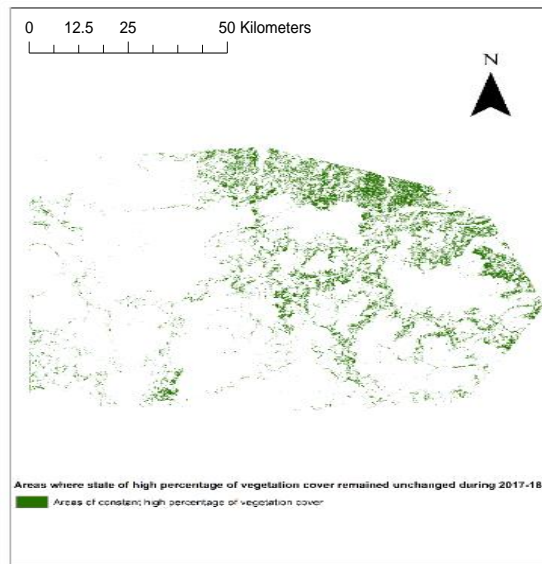 0 12.5 25 50 Kilometers
N
Areas where state of high percentage of vegetation cover remained unchanged during 2017-18
Areas of constant high percentage of vegetation cover